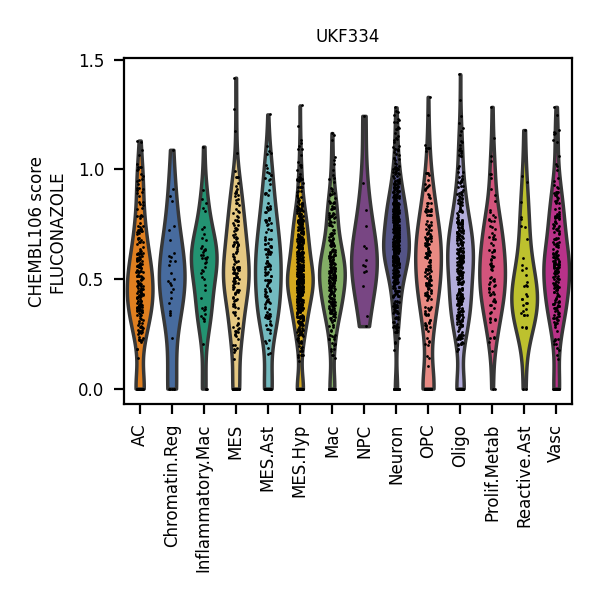 UKF334
CHEMBL106 score
FLUCONAZOLE
1.5
1.0
0.5
0.0
AC
Chromatin.Reg
Inflammatory.Mac
MES
MES.Ast
MES.Hyp
Mac
NPC
Neuron
OPC
Oligo
Prolif.Metab
Reactive.Ast
Vasc